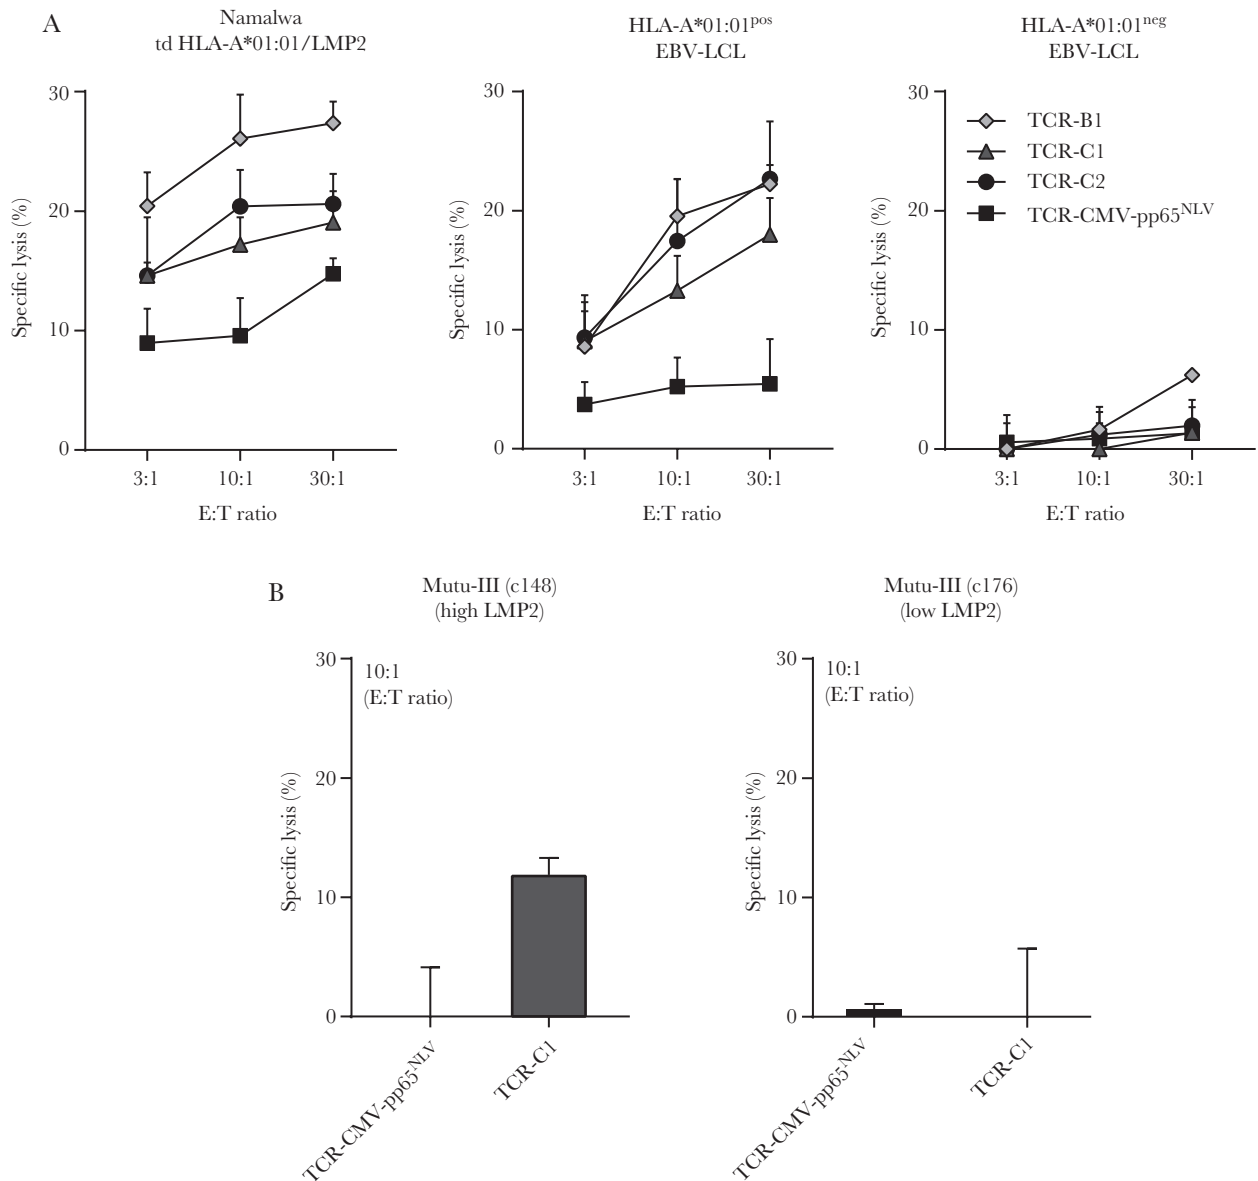 A
Namalwa
td HLA-A*01:01/LMP2
HLA-A*01:01pos
EBV-LCL
HLA-A*01:01neg
EBV-LCL
Specific lysis (%)
30
20
10
0
3:1
10:1
30:1
E:T ratio
Specific lysis (%)
30
20
10
0
3:1
10:1
30:1
E:T ratio
Specific lysis (%)
30
20
10
0
3:1
10:1
30:1
E:T ratio
TCR-B1
TCR-C1
TCR-C2
TCR-CMV-pp65NLV
B
Mutu-III (c148)
(high LMP2)
10:1
(E:T ratio)
Specific lysis (%)
30
20
10
0
TCR-CMV-pp65-NLV
TCR-C1
Mutu-III (c176)
(low LMP2)
10:1
(E:T ratio)
Specific lysis (%)
30
20
10
0
TCR-CMV-pp65NLV
TCR-C1